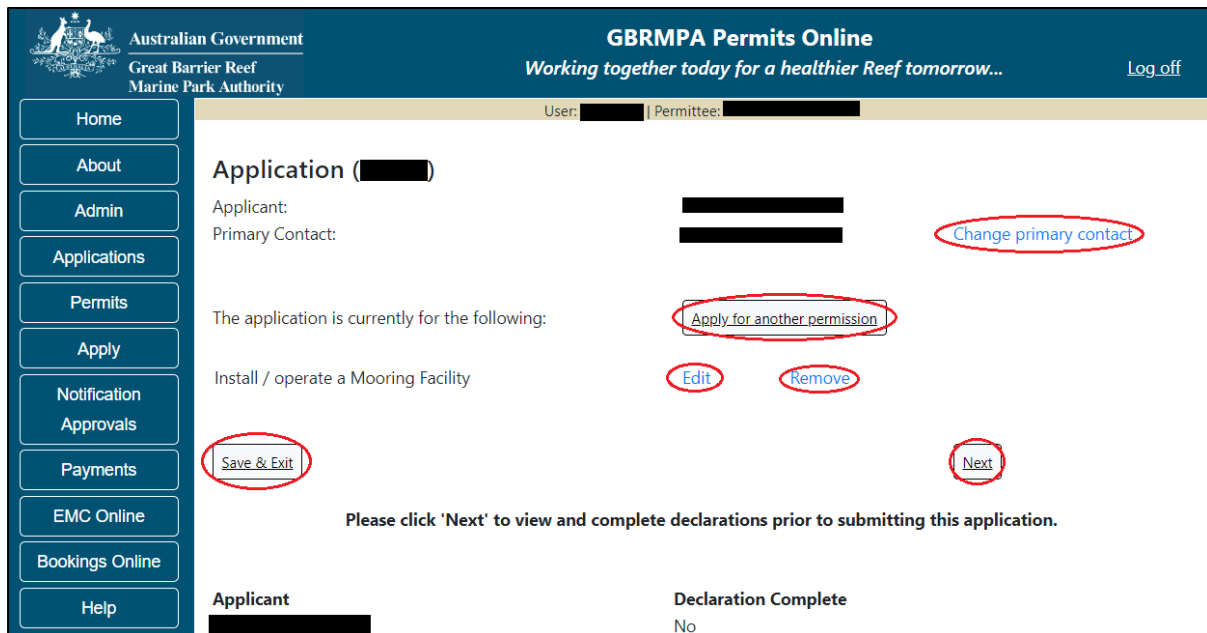 Australian Government
Great Barrier Reef
Marine Park Authority
GBRMPA Permits Online
Working together today for a healthier Reef tomorrow...
Log off
Home
About
Admin
Applications
Permits
Apply
Notification
Approvals
Payments
EMC Online
Bookings Online
Help
User: | Permittee:
Application ( )
Applicant:
Primary Contact: Change primary contact
The application is currently for the following: Apply for another permission
Install / operate a Mooring Facility Edit Remove
Save & Exit Next
Please click 'Next' to view and complete declarations prior to submitting this application.
Applicant Declaration Complete
No